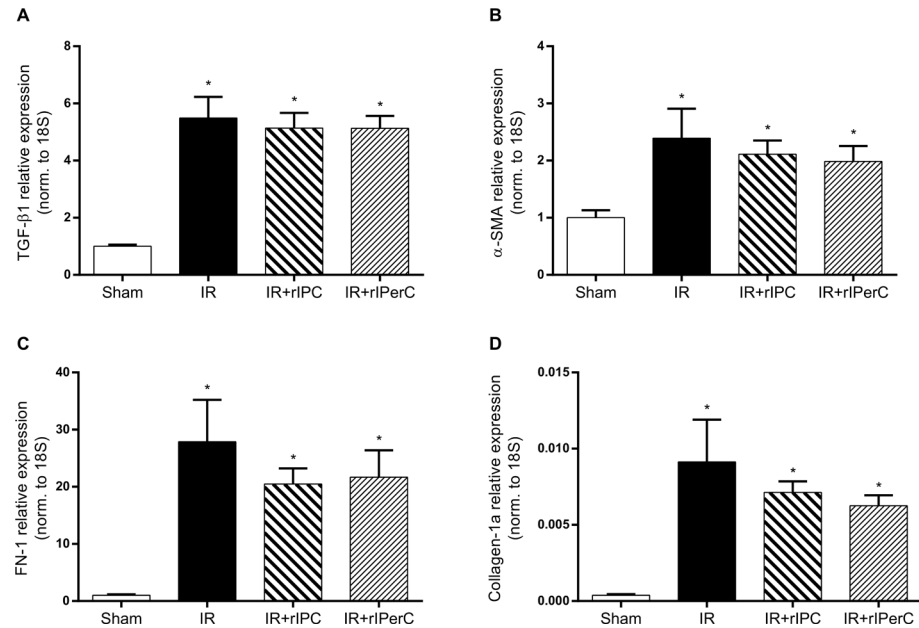 A
TGF-β1 relative expression
(norm. to 18S)
8
6
4
2
0
*
*
*
Sham IR IR+rIPC IR+rIPerC
B
α-SMA relative expression
(norm. to 18S)
4
3
2
1
0
*
*
*
Sham IR IR+rIPC IR+rIPerC
C
FN-1 relative expression
(norm. to 18S)
40
30
20
10
0
*
*
*
Sham IR IR+rIPC IR+rIPerC
D
Collagen-1a relative expression
(norm. to 18S)
0.015
0.010
0.005
0.000
*
*
*
Sham IR IR+rIPC IR+rIPerC